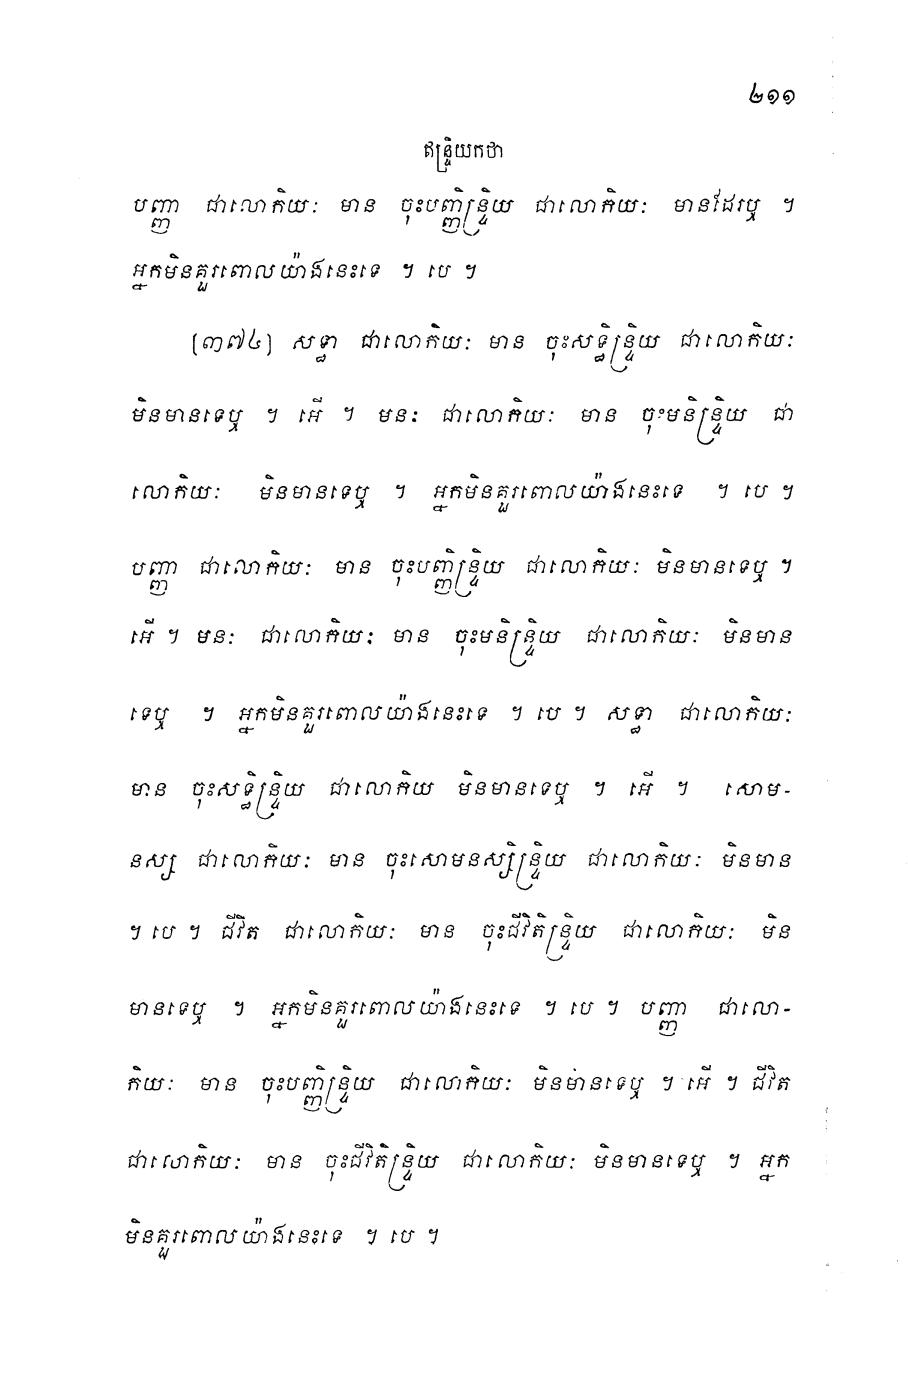 ២១១
ឥន្ទ្រិយកថា
បញ្ញា ជាលោកិយៈ មាន ចុះបញ្ញិន្ទ្រិយ ជាលោកិយៈ មានដែរឬ ។
អ្នកមិនគួរពោលយ៉ាងនេះទេ ។ បេ ។
(៣៧៤) សទ្ធា ជាលោកិយៈ មាន ចុះសទ្ធិន្ទ្រិយ ជាលោកិយៈ
មិនមានទេឬ ។ អើ ។ មនៈ ជាលោកិយៈ មាន ចុះមនិន្ទ្រិយ ជា
លោកិយៈ មិនមានទេឬ ។ អ្នកមិនគួរពោលយ៉ាងនេះទេ ។ បេ ។
បញ្ញា ជាលោកិយៈ មាន ចុះបញ្ញិន្ទ្រិយ ជាលោកិយៈ មិនមានទេឬ ។
អើ ។ មនៈ ជាលោកិយៈ មាន ចុះមនិន្ទ្រិយ ជាលោកិយៈ មិនមាន
ទេឬ ។ អ្នកមិនគួរពោលយ៉ាងនេះទេ ។ បេ ។ សទ្ធា ជាលោកិយៈ
មាន ចុះសទ្ធិន្ទ្រិយ ជាលោកិយ មិនមានទេឬ ។ អើ ។ សោម-
នស្ស ជាលោកិយៈ មាន ចុះសោមនស្សិន្ទ្រិយ ជាលោកិយៈ មិនមាន
។ បេ ។ ជីវិត ជាលោកិយៈ មាន ចុះជីវិតិន្ទ្រិយ ជាលោកិយៈ មិន
មានទេឬ ។ អ្នកមិនគួរពោលយ៉ាងនេះទេ ។ បេ ។ បញ្ញា ជាលោ-
កិយៈ មាន ចុះបញ្ញិន្ទ្រិយ ជាលោកិយៈ មិនមានទេឬ ។ អើ ។ ជីវិត
ជាលោកិយៈ មាន ចុះជីវិតិន្ទ្រិយ ជាលោកិយៈ មិនមានទេឬ ។ អ្នក
មិនគួរពោលយ៉ាងនេះទេ ។ បេ ។